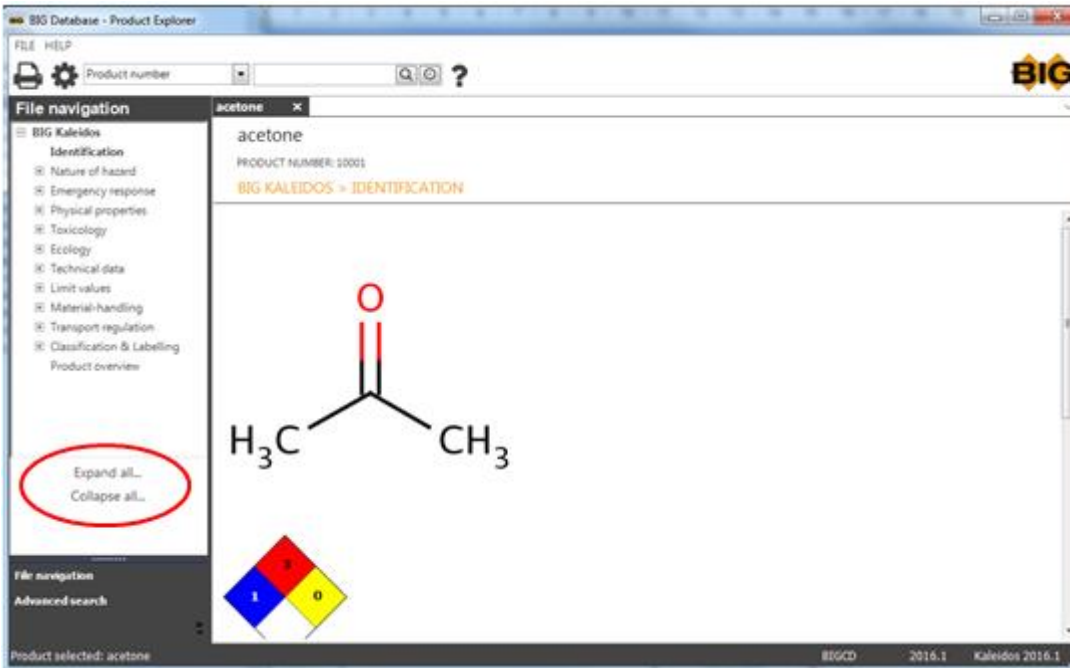 BIG Database - Product Explorer
FILE HELP
Product number
?
BIG
File navigation
acetone x
BIG Kaleidos
Identification
Nature of hazard
Emergency response
Physical properties
Toxicology
Ecology
Technical data
Limit values
Material-handling
Transport regulation
Classification & Labelling
Product overview
Expand all...
Collapse all...
File navigation
Advanced search
acetone
PRODUCT NUMBER: 10001
BIG KALEIDOS > IDENTIFICATION
O
H₃C CH₃
3
1 0
Product selected: acetone BIGCD 2016.1 Kaleidos 2016.1